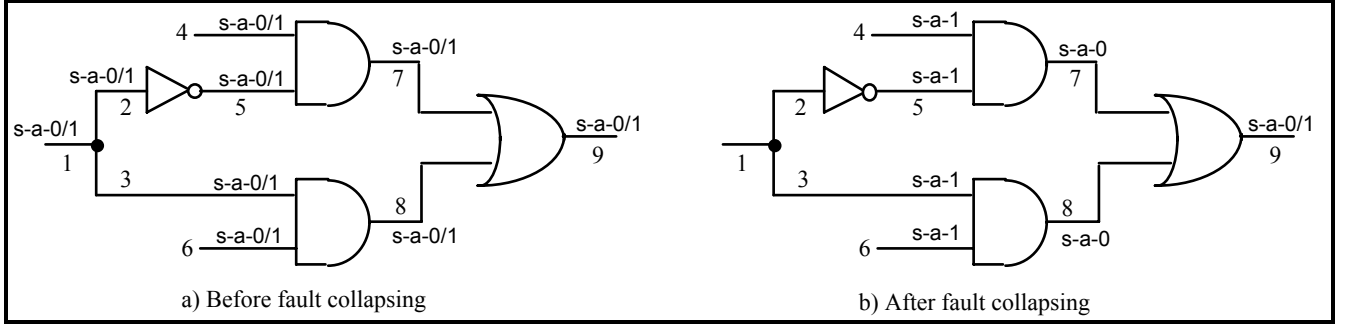 s-a-0/1
4
s-a-0/1
7
s-a-0/1
2
s-a-0/1
5
s-a-0/1
1
s-a-0/1
9
3
s-a-0/1
8
s-a-0/1
6
s-a-0/1
a) Before fault collapsing
s-a-1
4
s-a-0
7
2
s-a-1
5
1
s-a-0/1
9
3
s-a-1
8
s-a-0
6
s-a-1
b) After fault collapsing